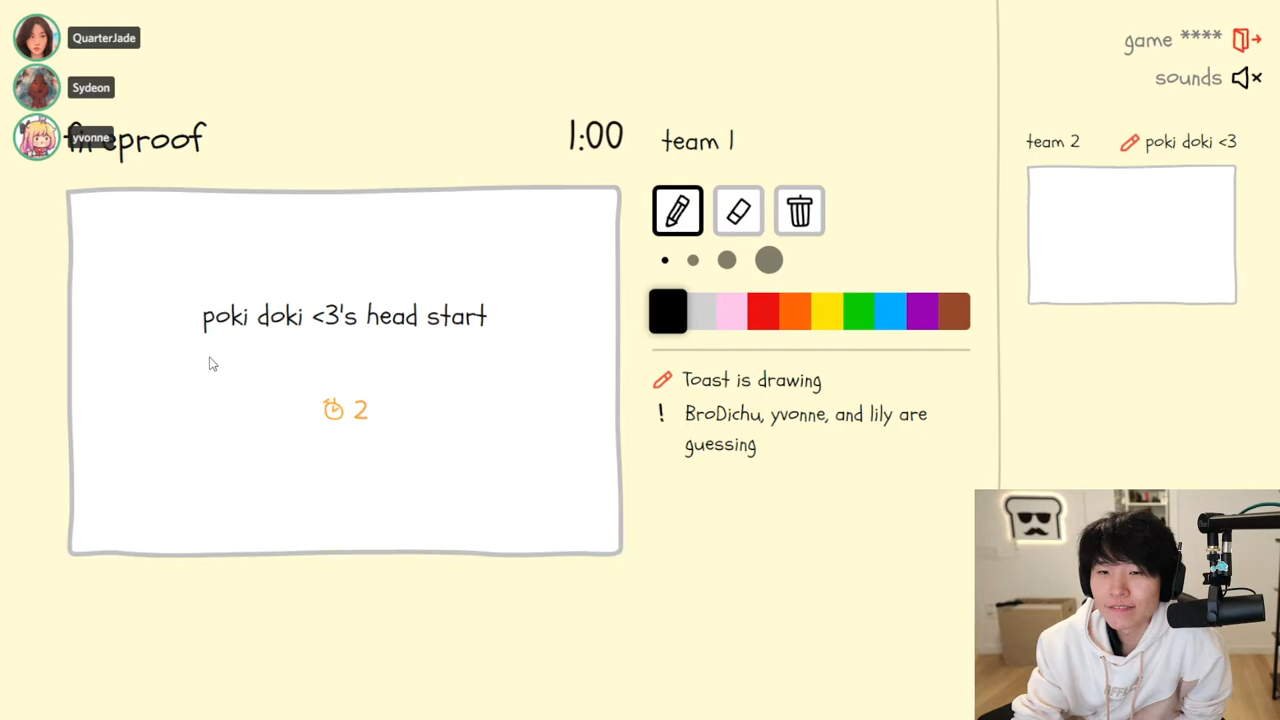 QuarterJade
Sydeon
yvonne
fireproof
1:00
poki doki <3's head start
2
team 1
Toast is drawing
! BroDichu, yvonne, and lily are
guessing
game ****
sounds
team 2
poki doki <3